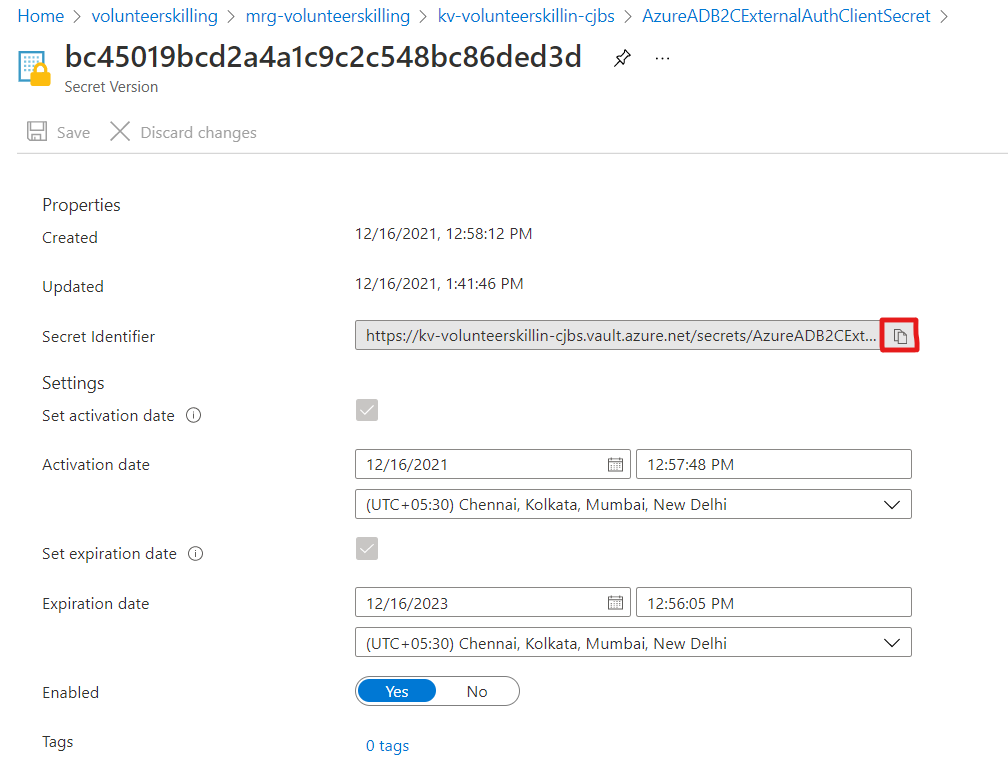 Home > volunteerskilling > mrg-volunteerskilling > kv-volunteerskillin-cjbs > AzureADB2CExternalAuthClientSecret >
bc45019bcd2a4a1c9c2c548bc86ded3d ...
Secret Version
Save Discard changes
Properties
Created 12/16/2021, 12:58:12 PM
Updated 12/16/2021, 1:41:46 PM
Secret Identifier https://kv-volunteerskillin-cjbs.vault.azure.net/secrets/AzureADB2CExt...
Settings
Set activation date
Activation date 12/16/2021 12:57:48 PM
(UTC+05:30) Chennai, Kolkata, Mumbai, New Delhi
Set expiration date
Expiration date 12/16/2023 12:56:05 PM
(UTC+05:30) Chennai, Kolkata, Mumbai, New Delhi
Enabled Yes No
Tags 0 tags